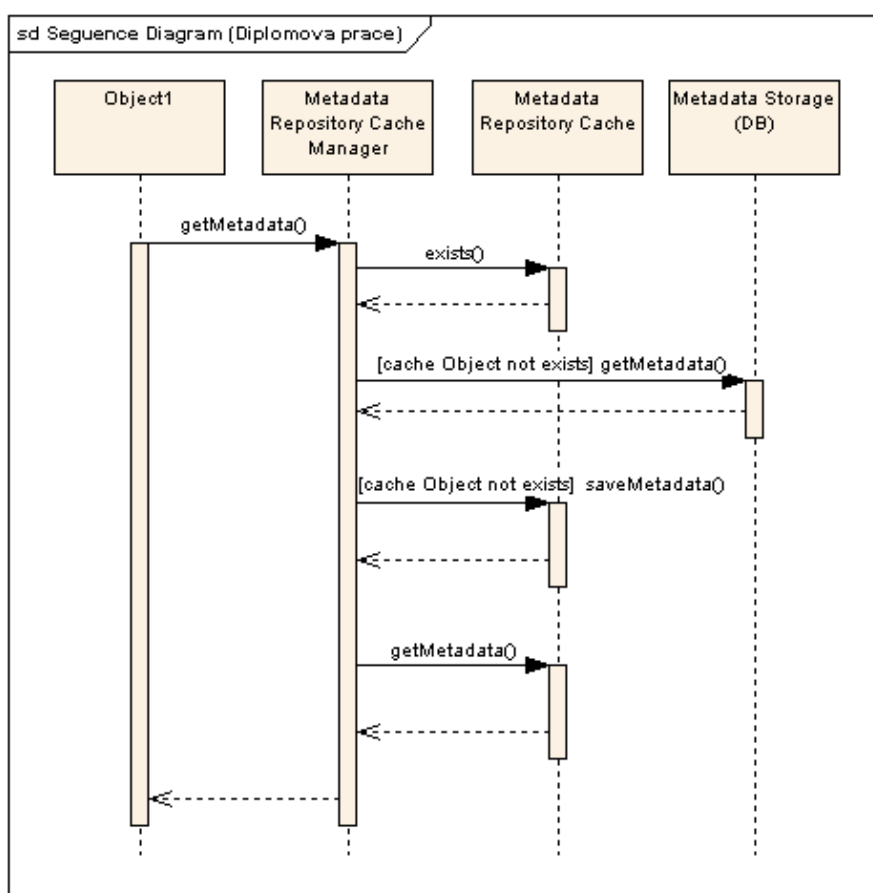 sd Seguence Diagram (Diplomova prace)
Object1
Metadata
Repository Cache
Manager
Metadata
Repository Cache
Metadata Storage
(DB)
getMetadata()
exists()
[cache Object not exists] getMetadata()
[cache Object not exists] saveMetadata()
getMetadata()